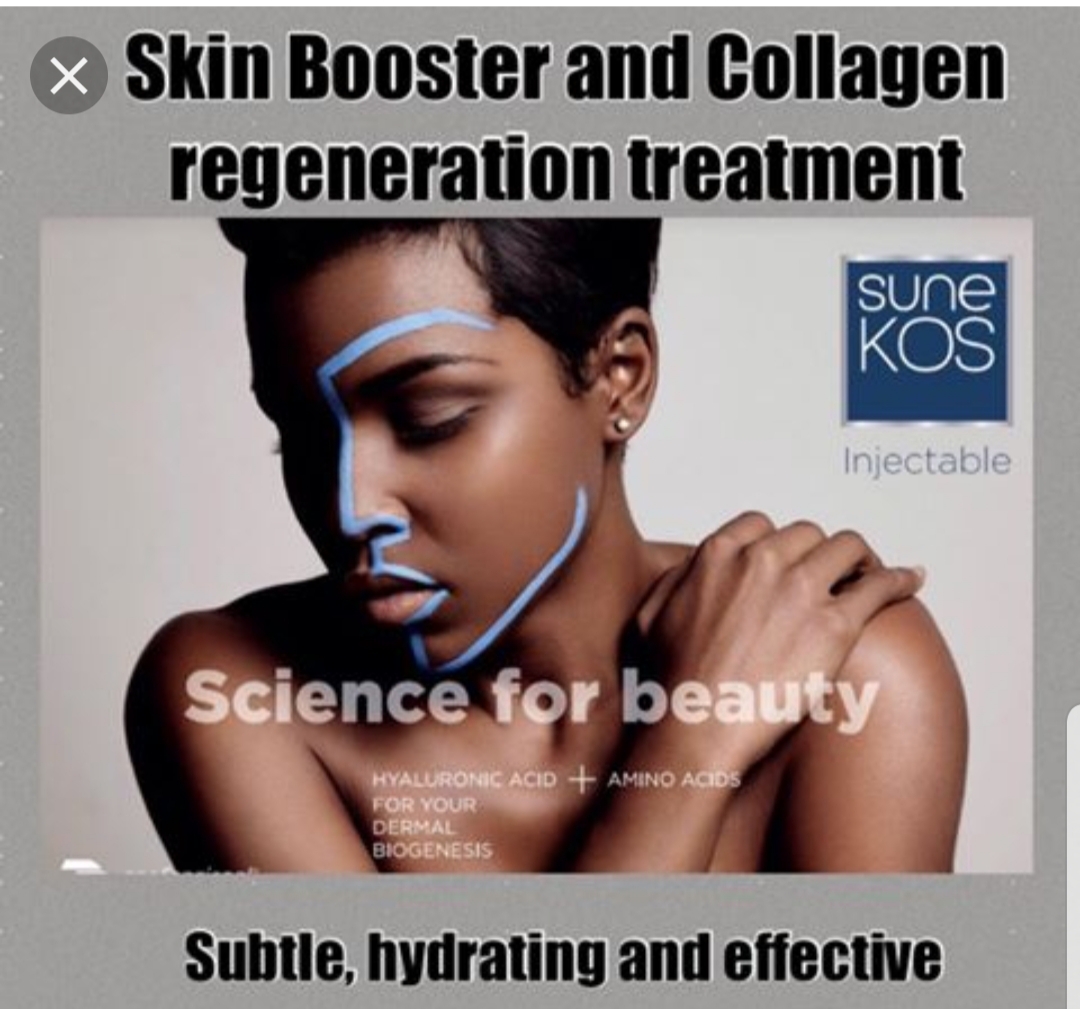 Skin Booster and Collagen
regeneration treatment
sune
KOS
Injectable
Science for beauty
HYALURONIC ACID + AMINO ACIDS
FOR YOUR
DERMAL
BIOGENESIS
Subtle, hydrating and effective